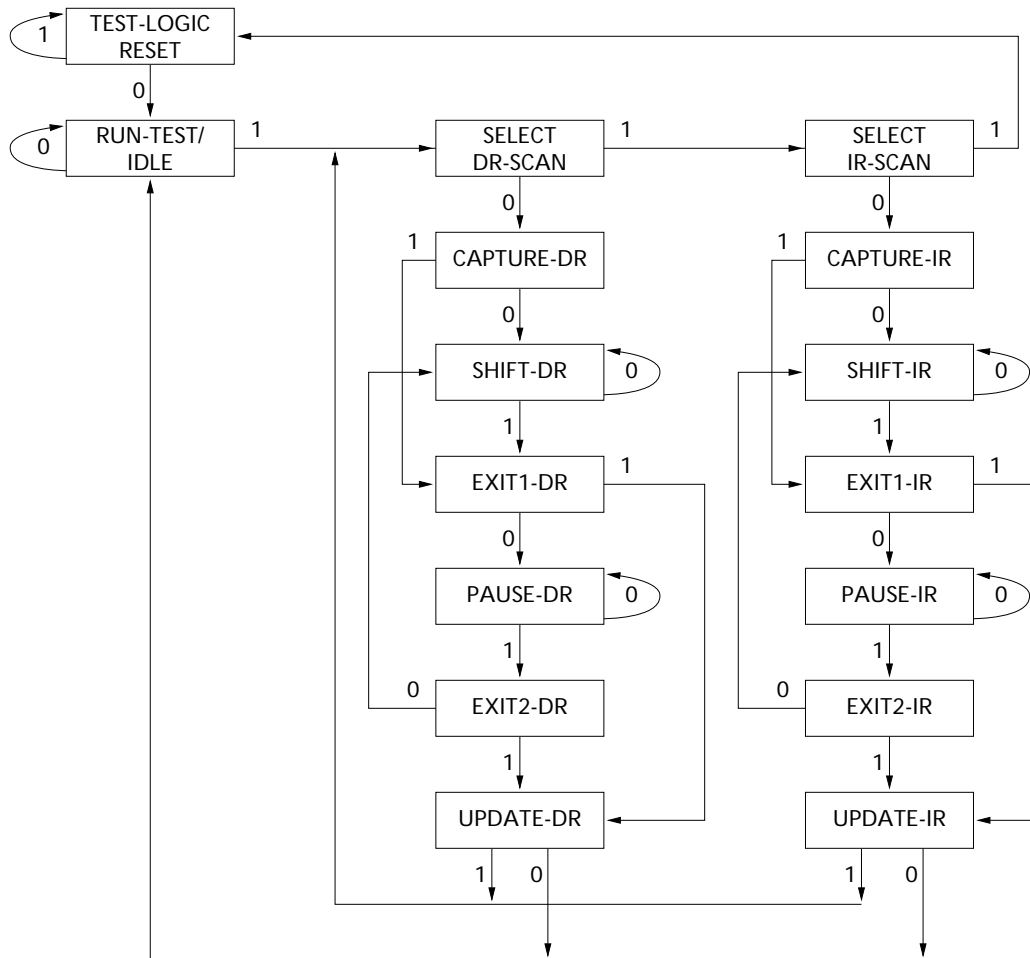 TEST-LOGIC
RESET
1
0
RUN-TEST/
IDLE
0
1
SELECT
DR-SCAN
1
SELECT
IR-SCAN
1
0
0
1
CAPTURE-DR
1
CAPTURE-IR
0
0
SHIFT-DR
0
SHIFT-IR
0
1
1
EXIT1-DR
1
EXIT1-IR
1
0
0
PAUSE-DR
0
PAUSE-IR
0
1
1
0
EXIT2-DR
0
EXIT2-IR
1
1
UPDATE-DR
UPDATE-IR
1
0
1
0